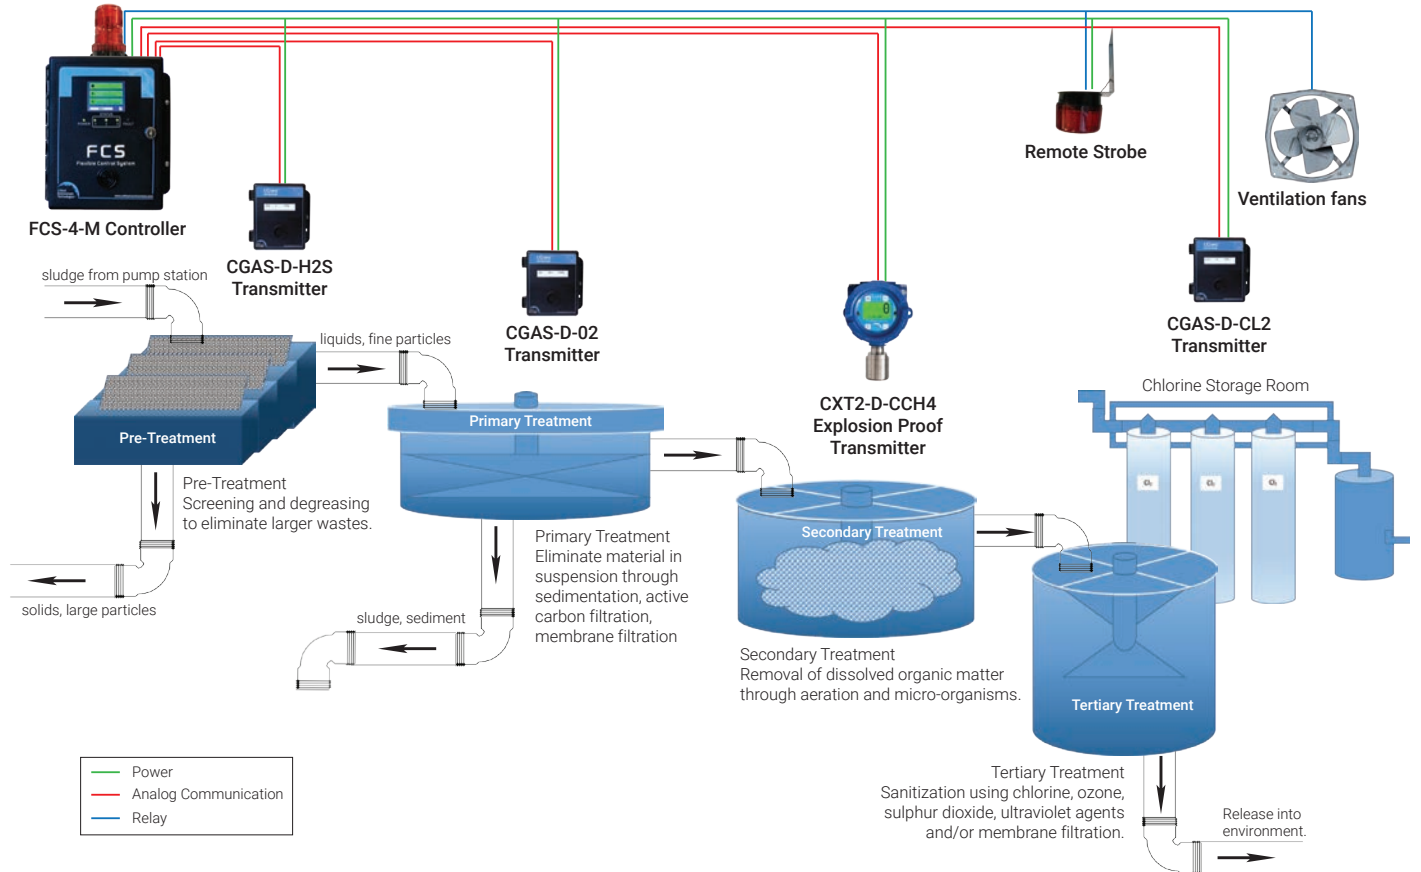 FCS
Flexible Control System
FCS-4-M Controller
CGAS-D-H2S
Transmitter
CGAS-D-02
Transmitter
CXT2-D-CCH4
Explosion Proof
Transmitter
Remote Strobe
Ventilation fans
CGAS-D-CL2
Transmitter
Chlorine Storage Room
sludge from pump station
liquids, fine particles
Pre-Treatment
Primary Treatment
Pre-Treatment
Screening and degreasing
to eliminate larger wastes.
solids, large particles
sludge, sediment
Primary Treatment
Eliminate material in
suspension through
sedimentation, active
carbon filtration,
membrane filtration
Secondary Treatment
Secondary Treatment
Removal of dissolved organic matter
through aeration and micro-organisms.
Tertiary Treatment
Tertiary Treatment
Sanitization using chlorine, ozone,
sulphur dioxide, ultraviolet agents
and/or membrane filtration.
Release into
environment.
Power
Analog Communication
Relay